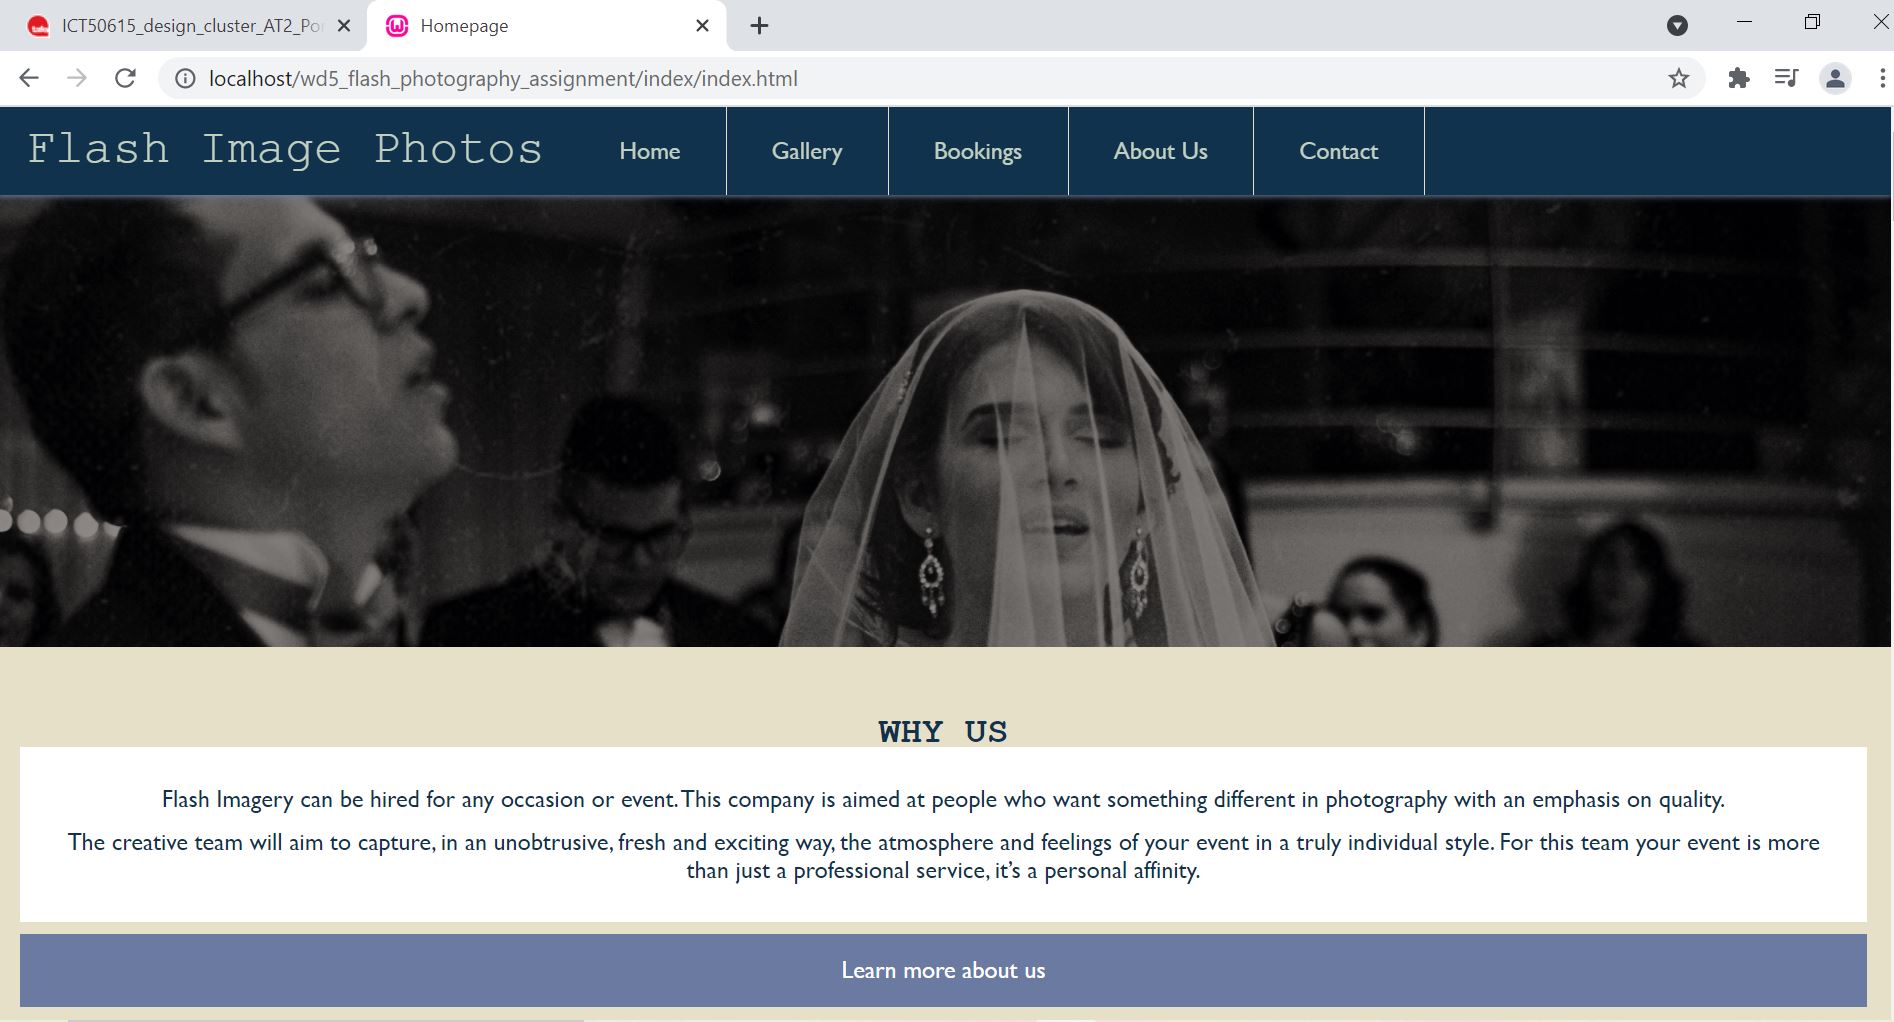 ICT50615_design_cluster_AT2_Po
Homepage
localhost/wd5_flash_photography_assignment/index/index.html
Flash Image Photos
Home
Gallery
Bookings
About Us
Contact
WHY US
Flash Imagery can be hired for any occasion or event. This company is aimed at people who want something different in photography with an emphasis on quality.
The creative team will aim to capture, in an unobtrusive, fresh and exciting way, the atmosphere and feelings of your event in a truly individual style. For this team your event is more
than just a professional service, it’s a personal affinity.
Learn more about us